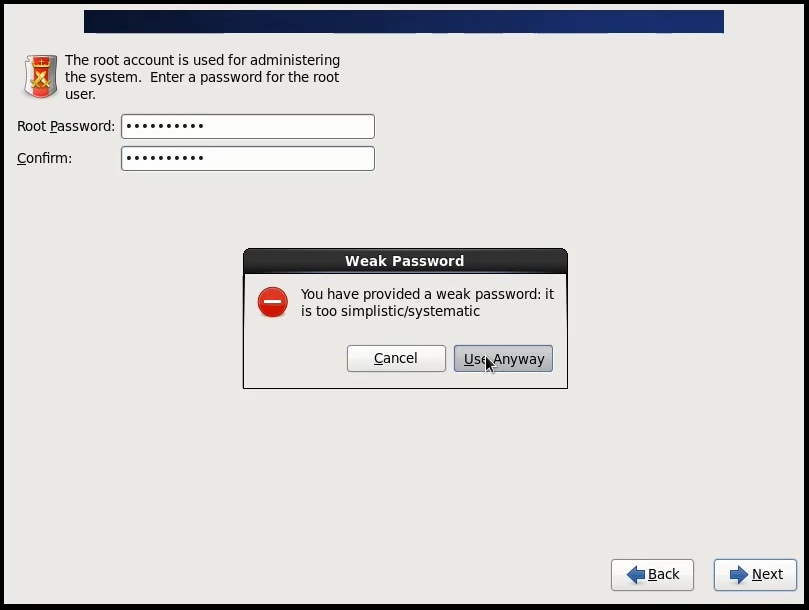 The root account is used for administering
the system.  Enter a password for the root
user.
Root Password: ••••••••••
Confirm: ••••••••••
Weak Password
You have provided a weak password: it
is too simplistic/systematic
Cancel Use Anyway
Back Next